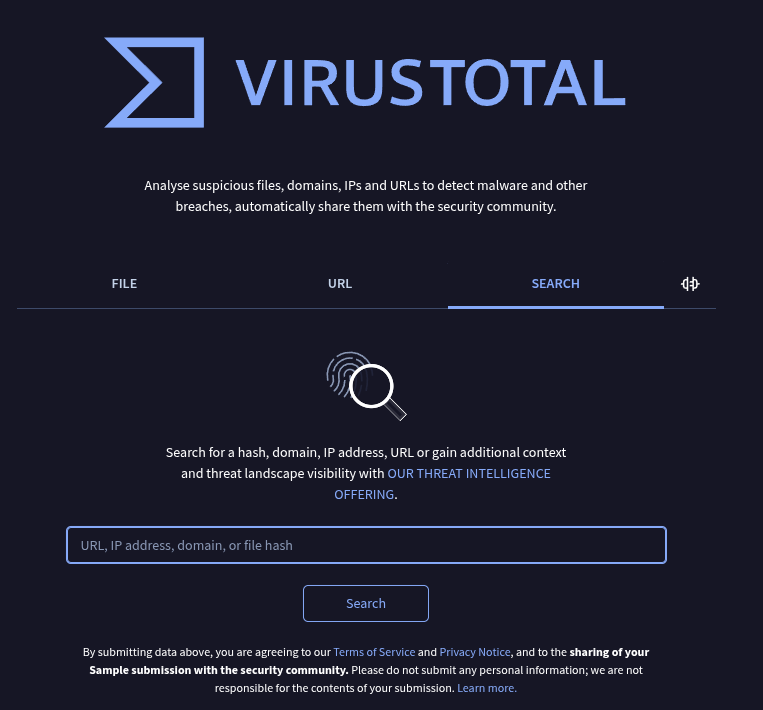 VIRUSTOTAL
Analyse suspicious files, domains, IPs and URLs to detect malware and other
breaches, automatically share them with the security community.
FILE
URL
SEARCH
Search for a hash, domain, IP address, URL or gain additional context
and threat landscape visibility with OUR THREAT INTELLIGENCE
OFFERING.
URL, IP address, domain, or file hash
Search
By submitting data above, you are agreeing to our Terms of Service and Privacy Notice, and to the sharing of your
Sample submission with the security community. Please do not submit any personal information; we are not
responsible for the contents of your submission. Learn more.